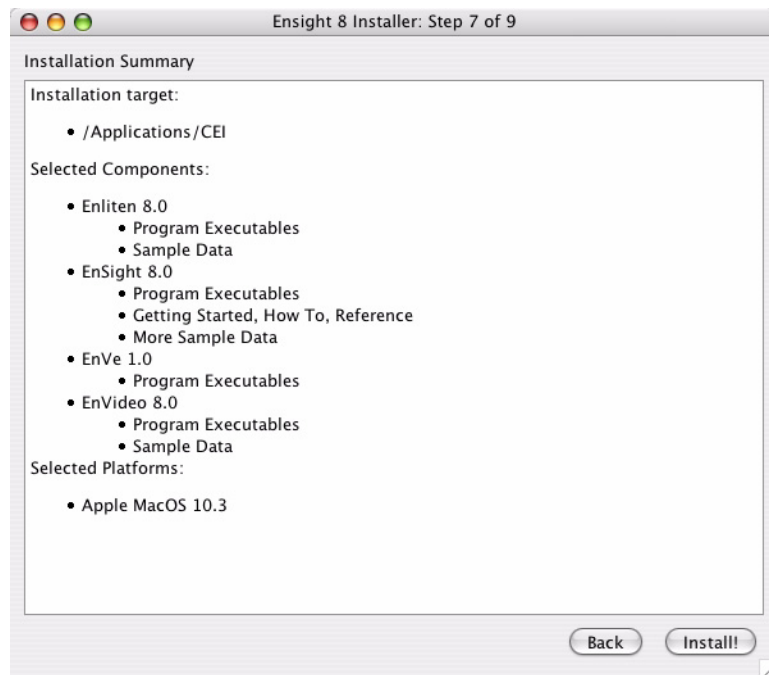 Ensight 8 Installer: Step 7 of 9
Installation Summary
Installation target:
• /Applications/CEI
Selected Components:
• Enliten 8.0
• Program Executables
• Sample Data
• EnSight 8.0
• Program Executables
• Getting Started, How To, Reference
• More Sample Data
• EnVe 1.0
• Program Executables
• EnVideo 8.0
• Program Executables
• Sample Data
Selected Platforms:
• Apple MacOS 10.3
Back Install!